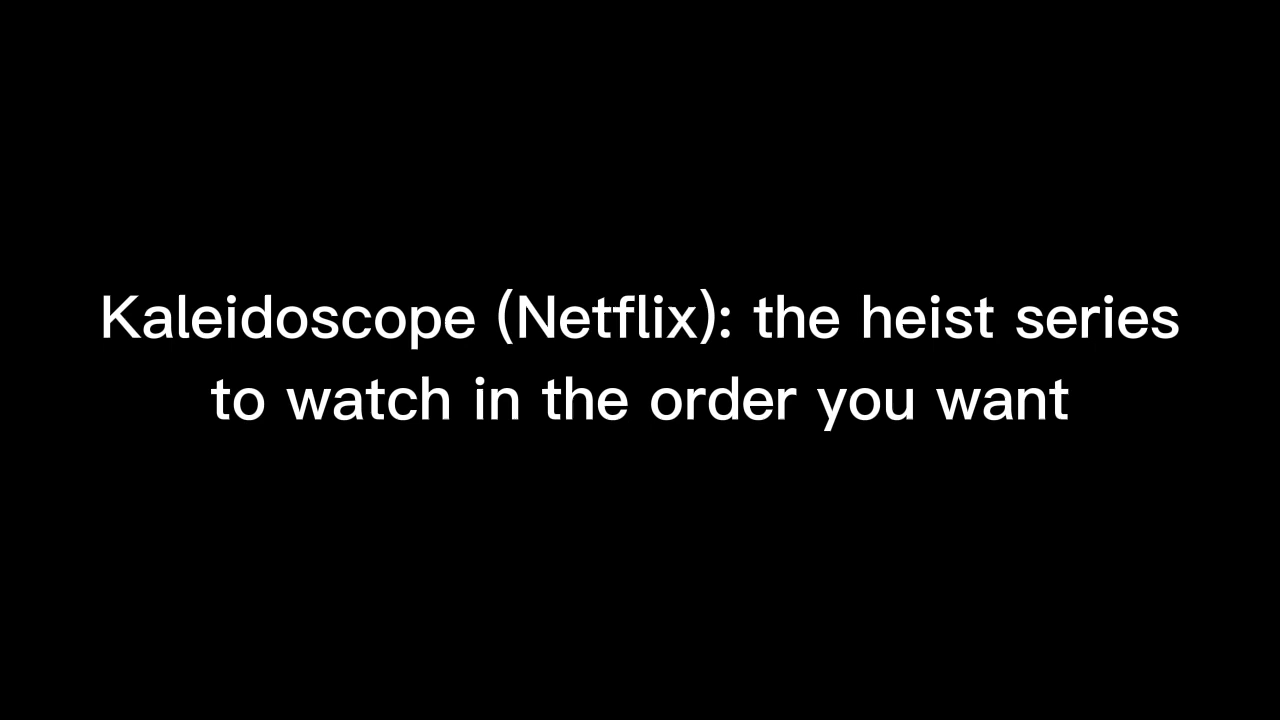 Kaleidoscope (Netflix): the heist series
to watch in the order you want